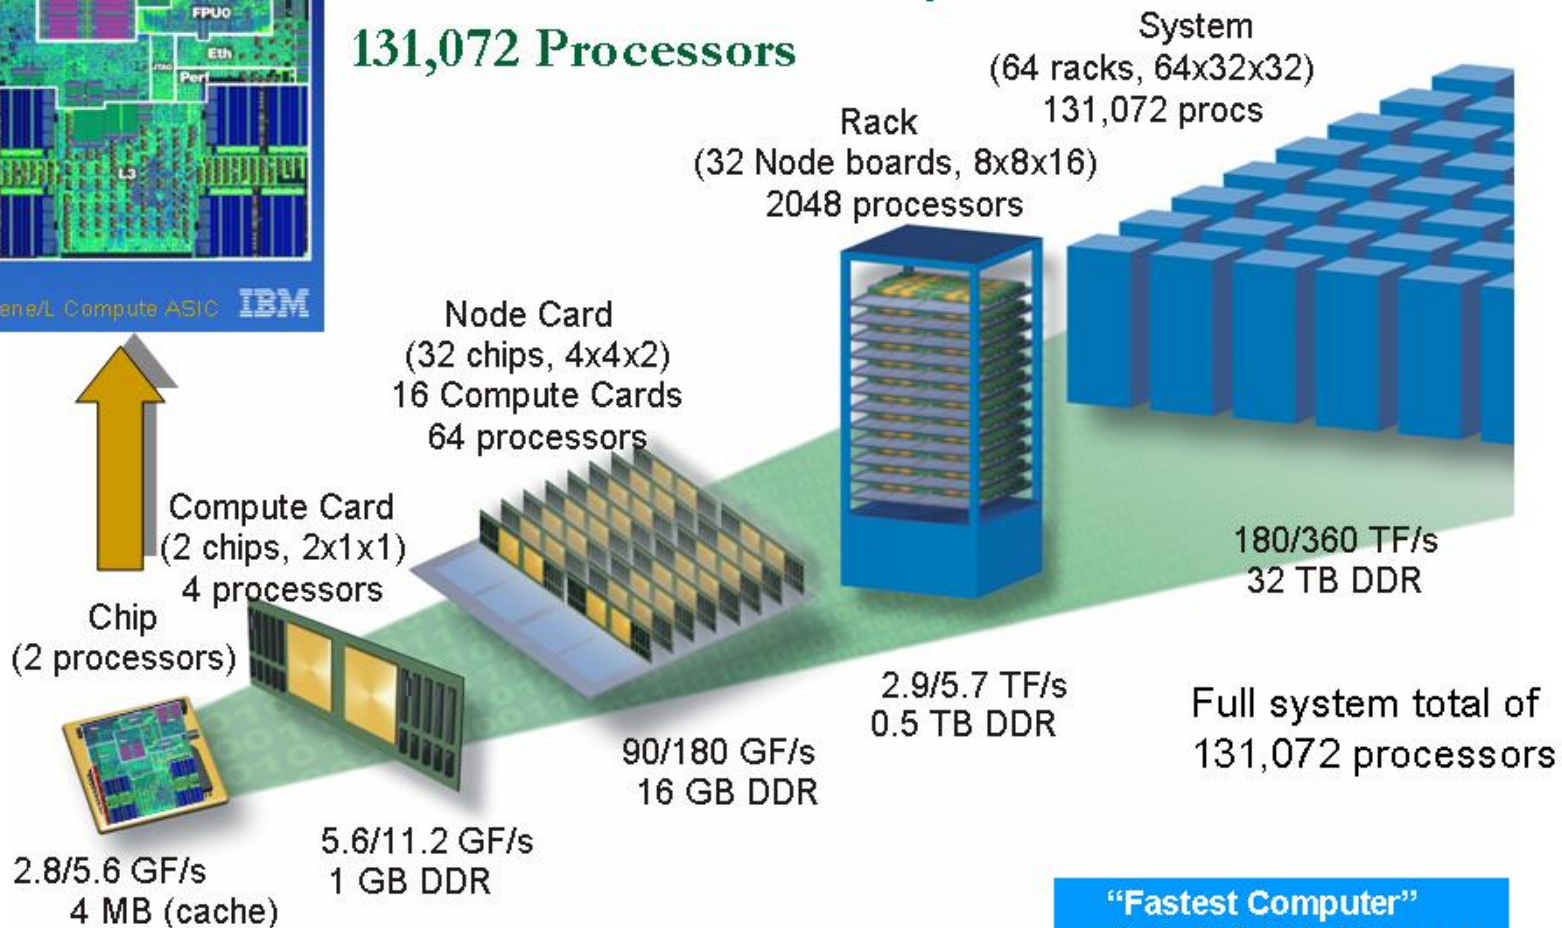 131,072 Processors
FPU0
Eth
JTAG
Perf
L3
ene/L Compute ASIC IBM
System
(64 racks, 64x32x32)
131,072 procs
Rack
(32 Node boards, 8x8x16)
2048 processors
Node Card
(32 chips, 4x4x2)
16 Compute Cards
64 processors
Compute Card
(2 chips, 2x1x1)
4 processors
Chip
(2 processors)
180/360 TF/s
32 TB DDR
2.9/5.7 TF/s
0.5 TB DDR
90/180 GF/s
16 GB DDR
5.6/11.2 GF/s
1 GB DDR
2.8/5.6 GF/s
4 MB (cache)
Full system total of
131,072 processors
“Fastest Computer”